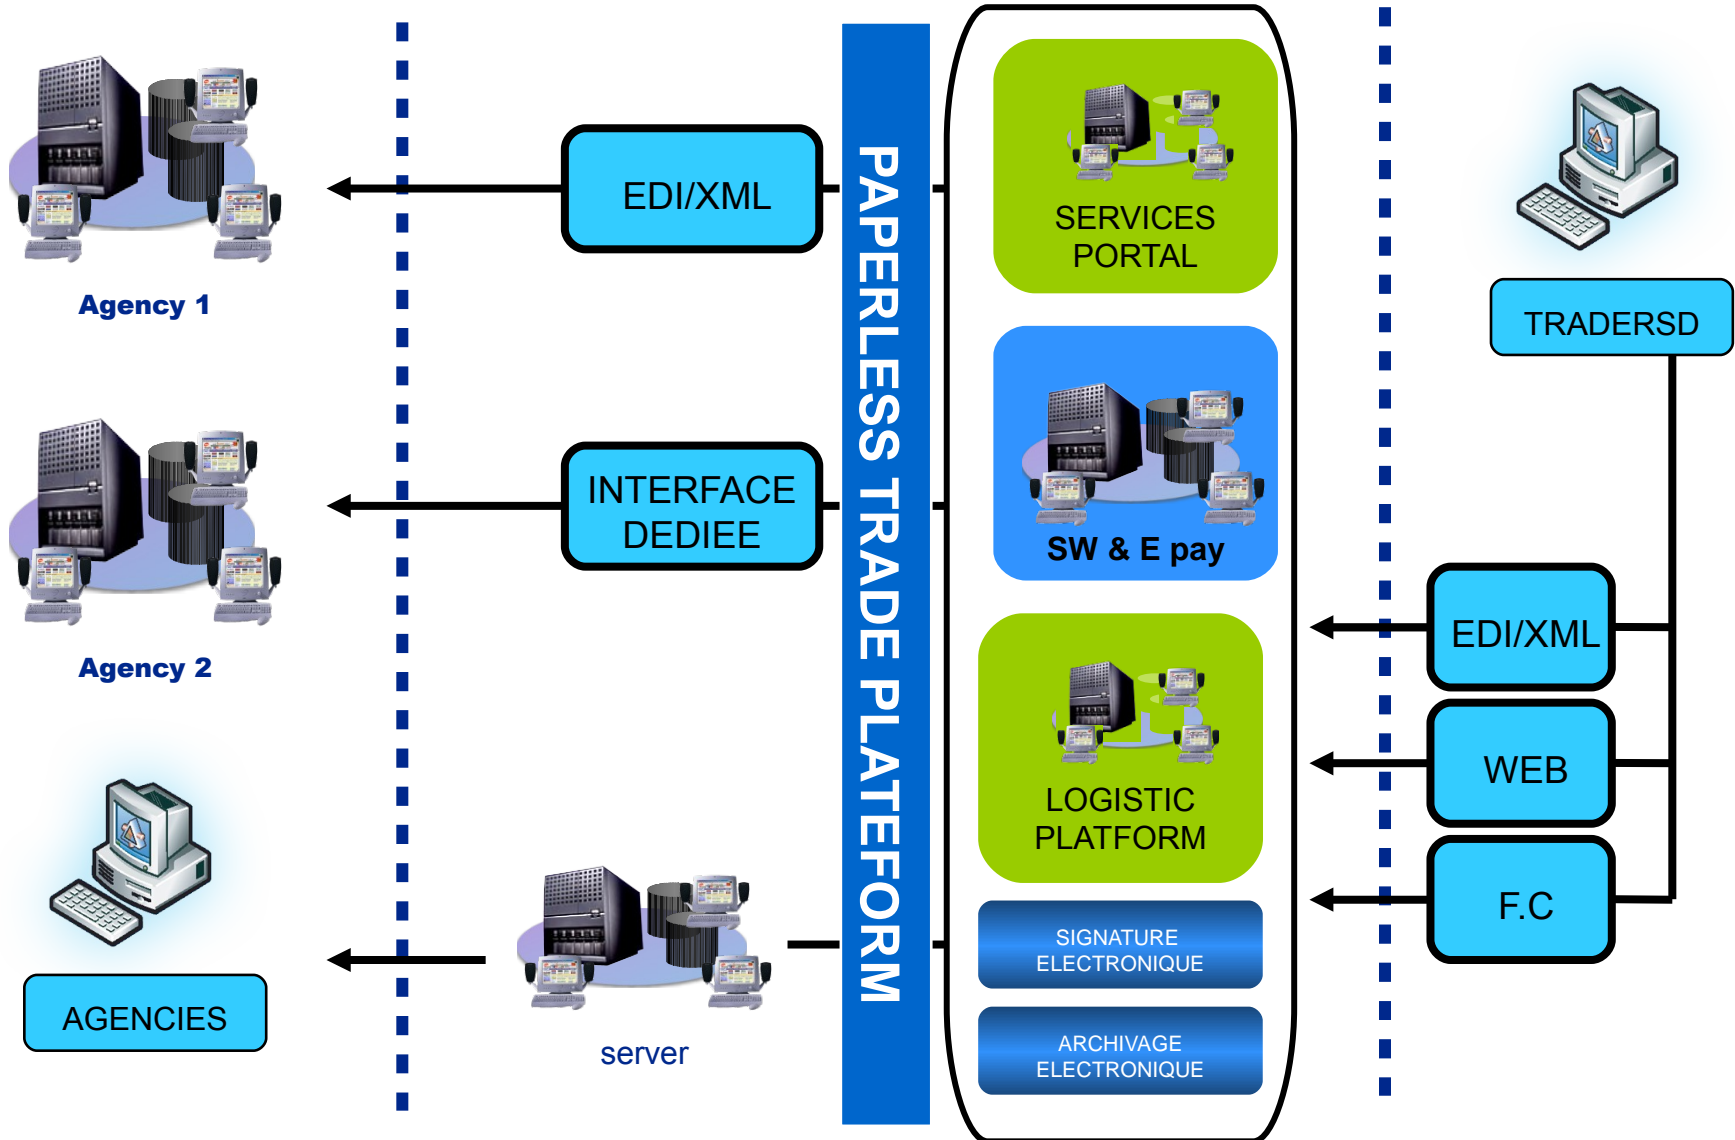 Agency 1
Agency 2
AGENCIES
EDI/XML
INTERFACE
DEDIEE
server
PAPERLESS TRADE PLATEFORM
SERVICES
PORTAL
SW & E pay
LOGISTIC
PLATFORM
SIGNATURE
ELECTRONIQUE
ARCHIVAGE
ELECTRONIQUE
TRADERSD
EDI/XML
WEB
F.C